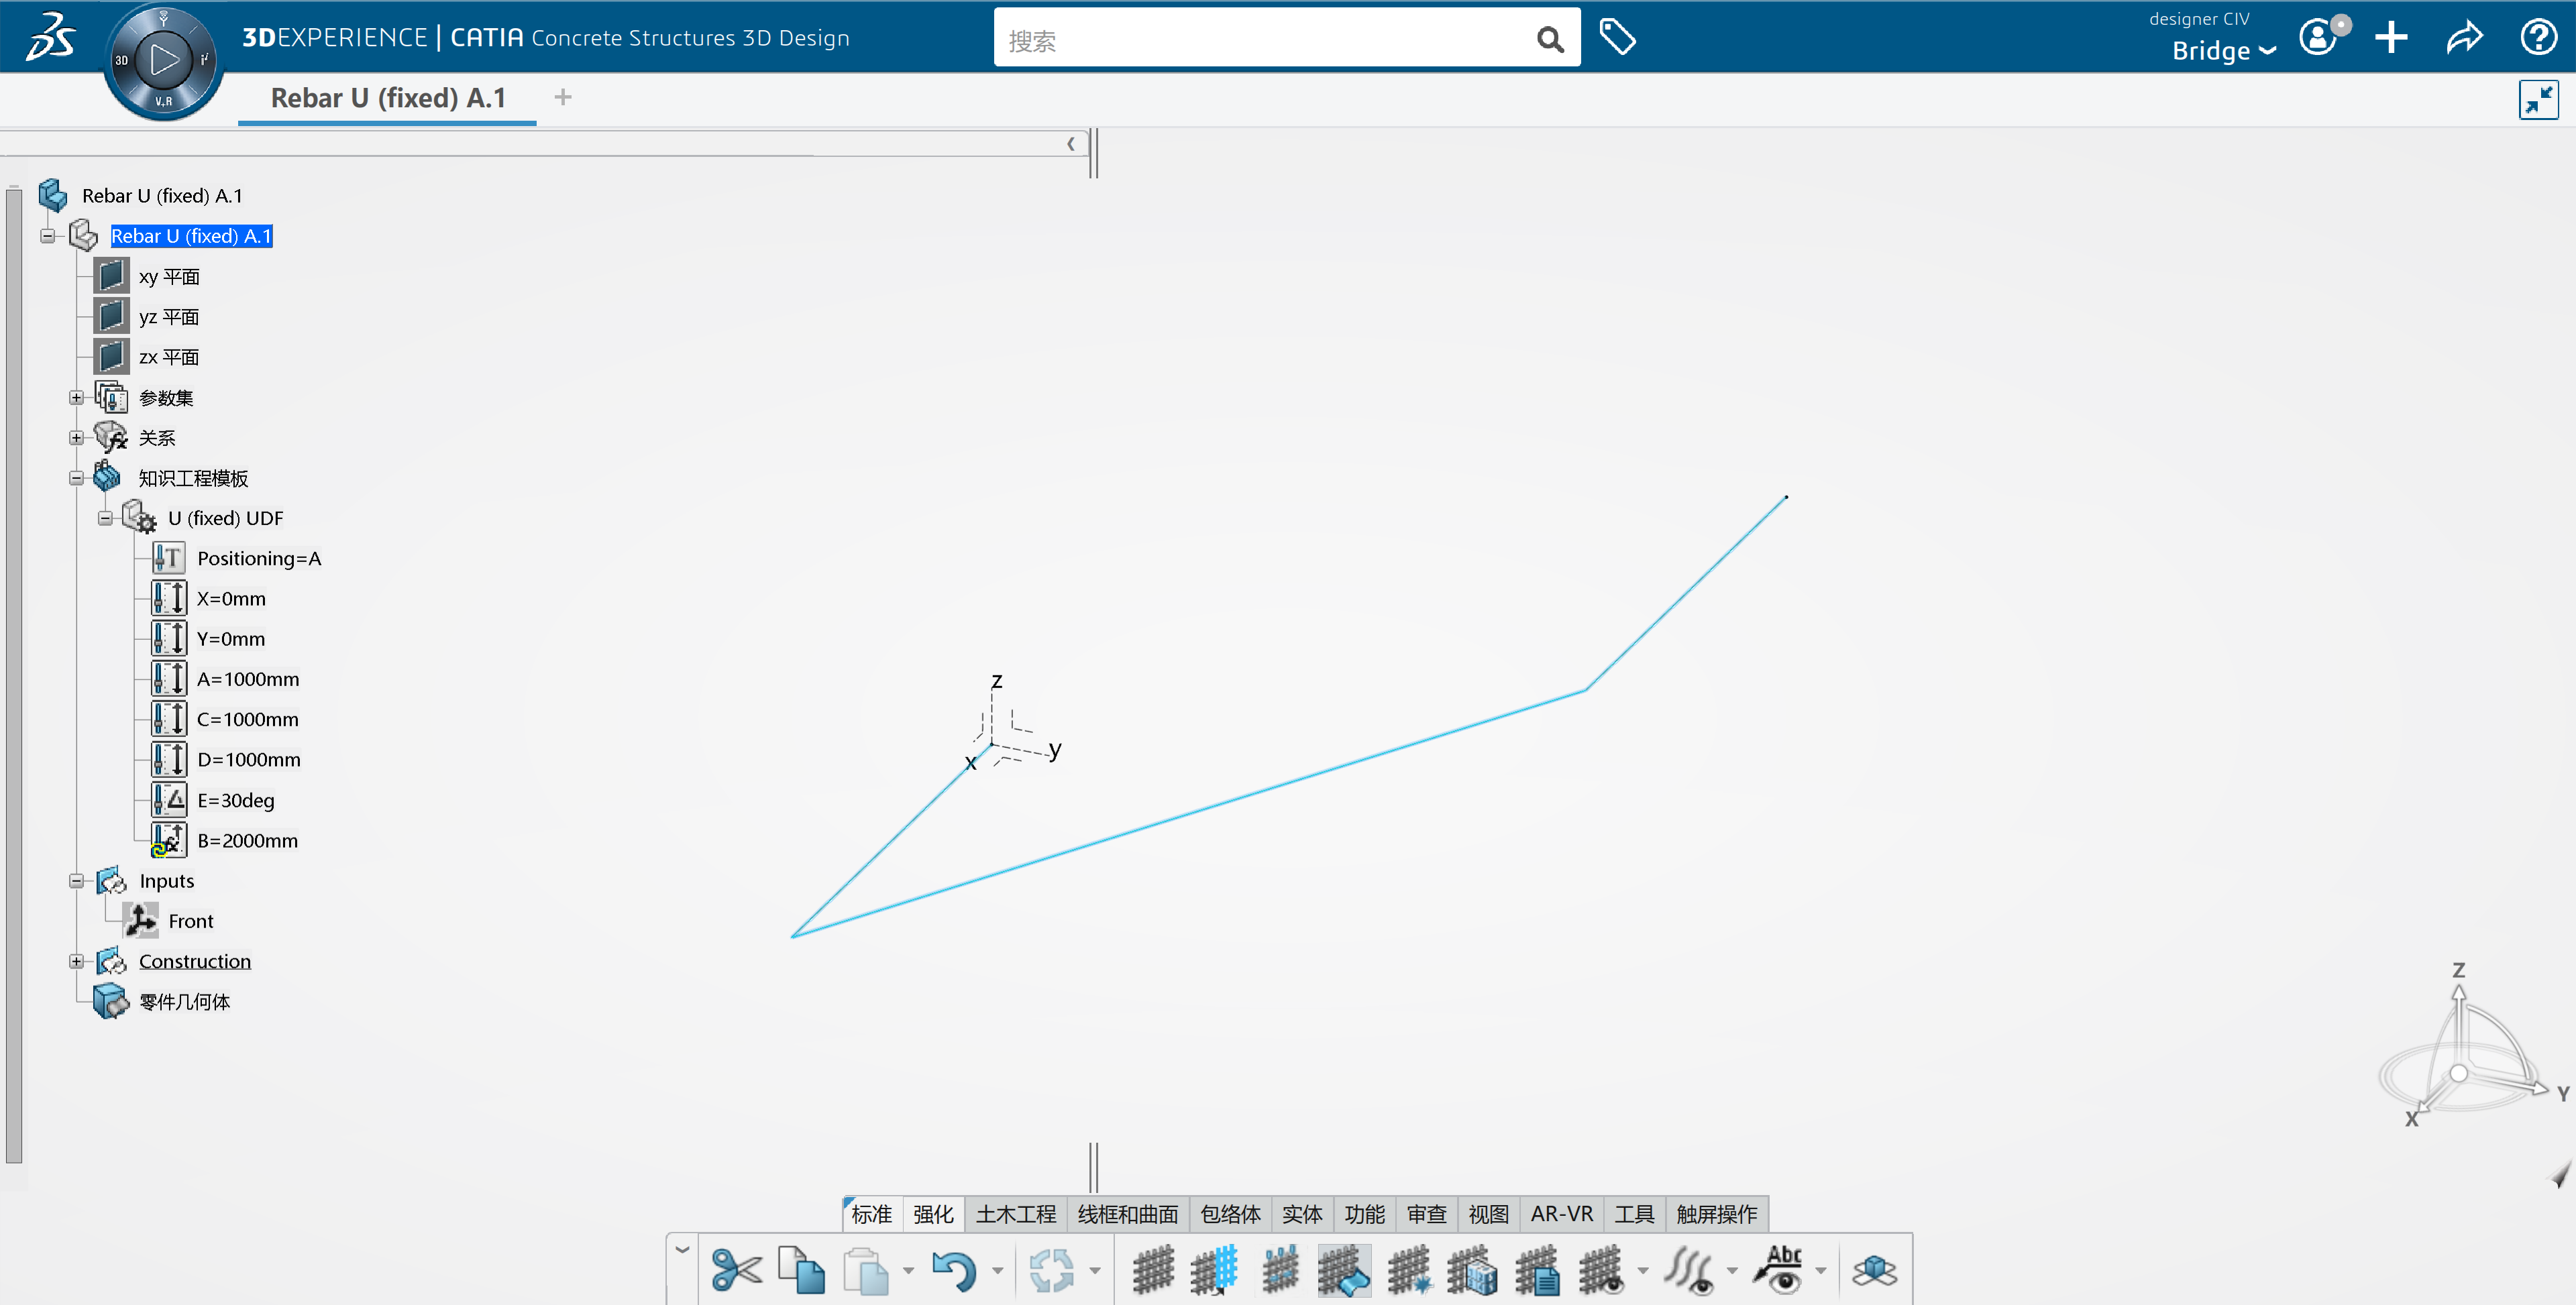 3DEXPERIENCE | CATIA Concrete Structures 3D Design
搜索
designer CIV
Bridge
3D
V.R
Rebar U (fixed) A.1
Rebar U (fixed) A.1
Rebar U (fixed) A.1
xy 平面
yz 平面
zx 平面
参数集
关系
知识工程模板
U (fixed) UDF
Positioning=A
X=0mm
Y=0mm
A=1000mm
C=1000mm
D=1000mm
E=30deg
B=2000mm
Inputs
Front
Construction
零件几何体
z
y
x
Z
Y
X
标准 强化 土木工程 线框和曲面 包络体 实体 功能 审查 视图 AR-VR 工具 触屏操作
Abc